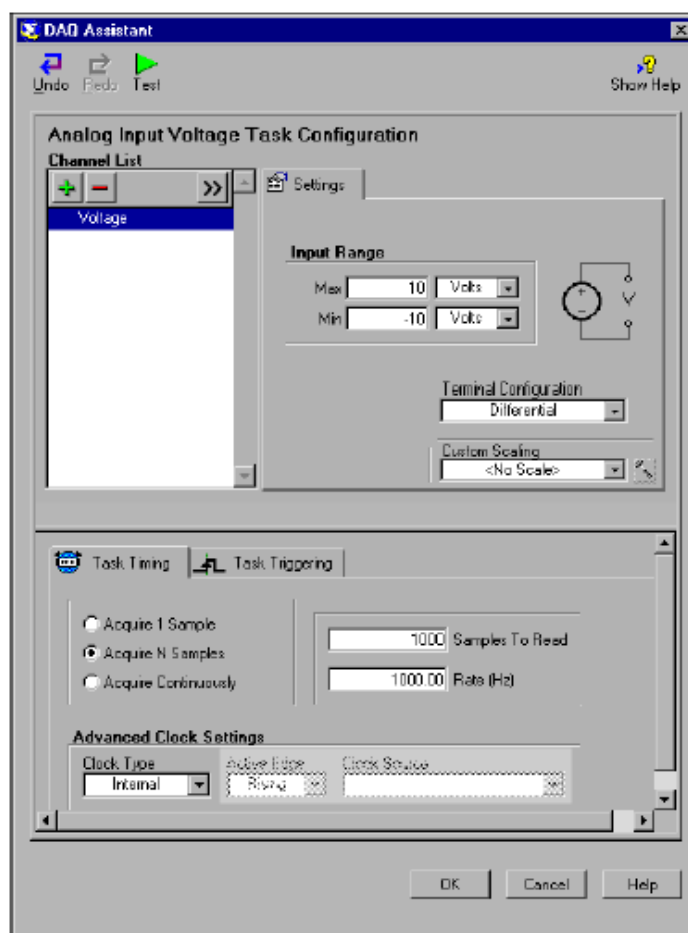 DAQ Assistant
Undo Redo Test Show Help
Analog Input Voltage Task Configuration
Channel List
Settings
Voltage
Input Range
Max 10 Volts
Min -10 Volts
V
Terminal Configuration
Differential
Custom Scaling
<No Scale>
Task Timing Task Triggering
Acquire 1 Sample
Acquire N Samples
Acquire Continuously
1000 Samples To Read
1000.00 Rate (Hz)
Advanced Clock Settings
Clock Type Active Edge Clock Source
Internal Rising
OK Cancel Help